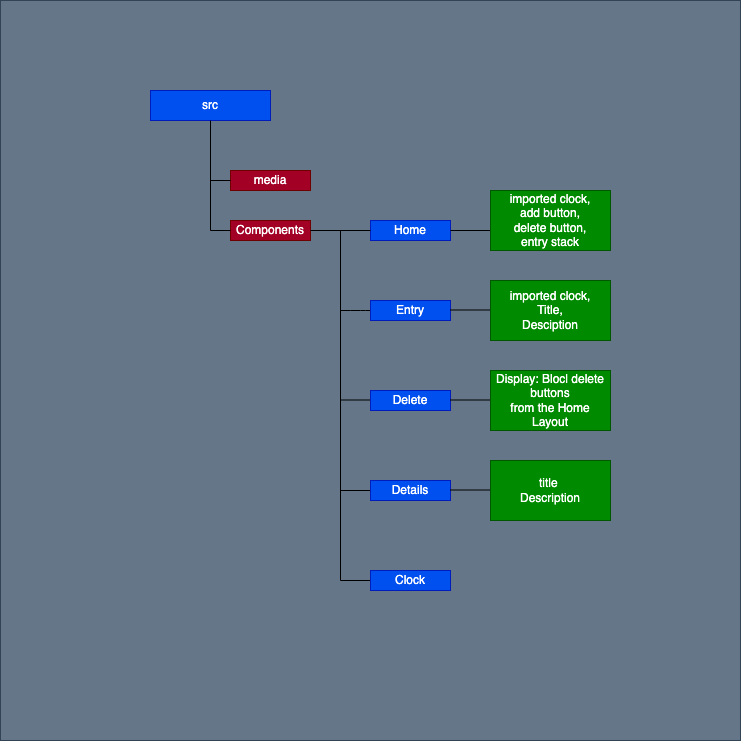 src
media
Components
Home
imported clock,
add button,
delete button,
entry stack
Entry
imported clock,
Title,
Desciption
Delete
Display: Blocl delete
buttons
from the Home
Layout
Details
title
Description
Clock